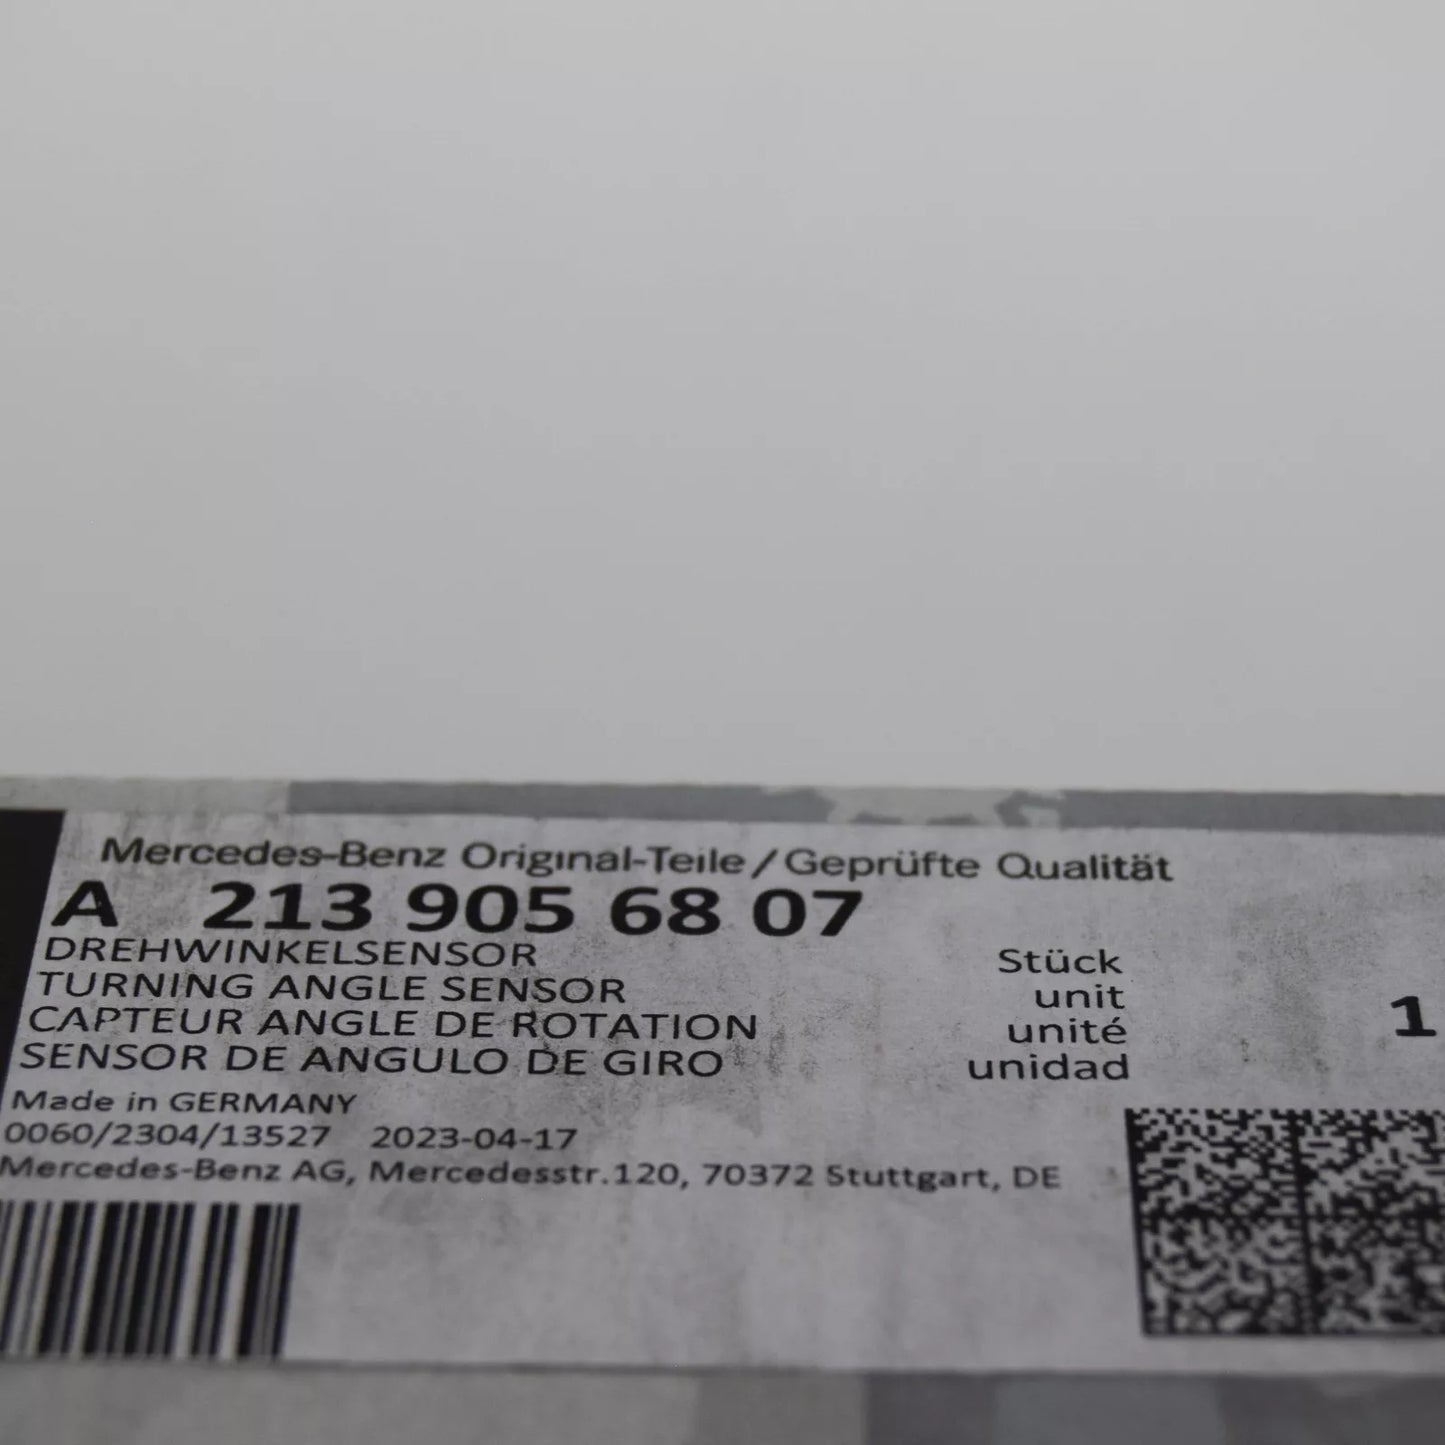 Mercedes-Benz Original-Teile/Geprüfte Qualität
A 213 905 68 07
DREHWINKELSENSOR
TURNING ANGLE SENSOR
CAPTEUR ANGLE DE ROTATION
SENSOR DE ANGULO DE GIRO
Stück
unit
unité
unidad
1
Made in GERMANY
0060/2304/13527 2023-04-17
Mercedes-Benz AG, Mercedesstr.120, 70372 Stuttgart, DE